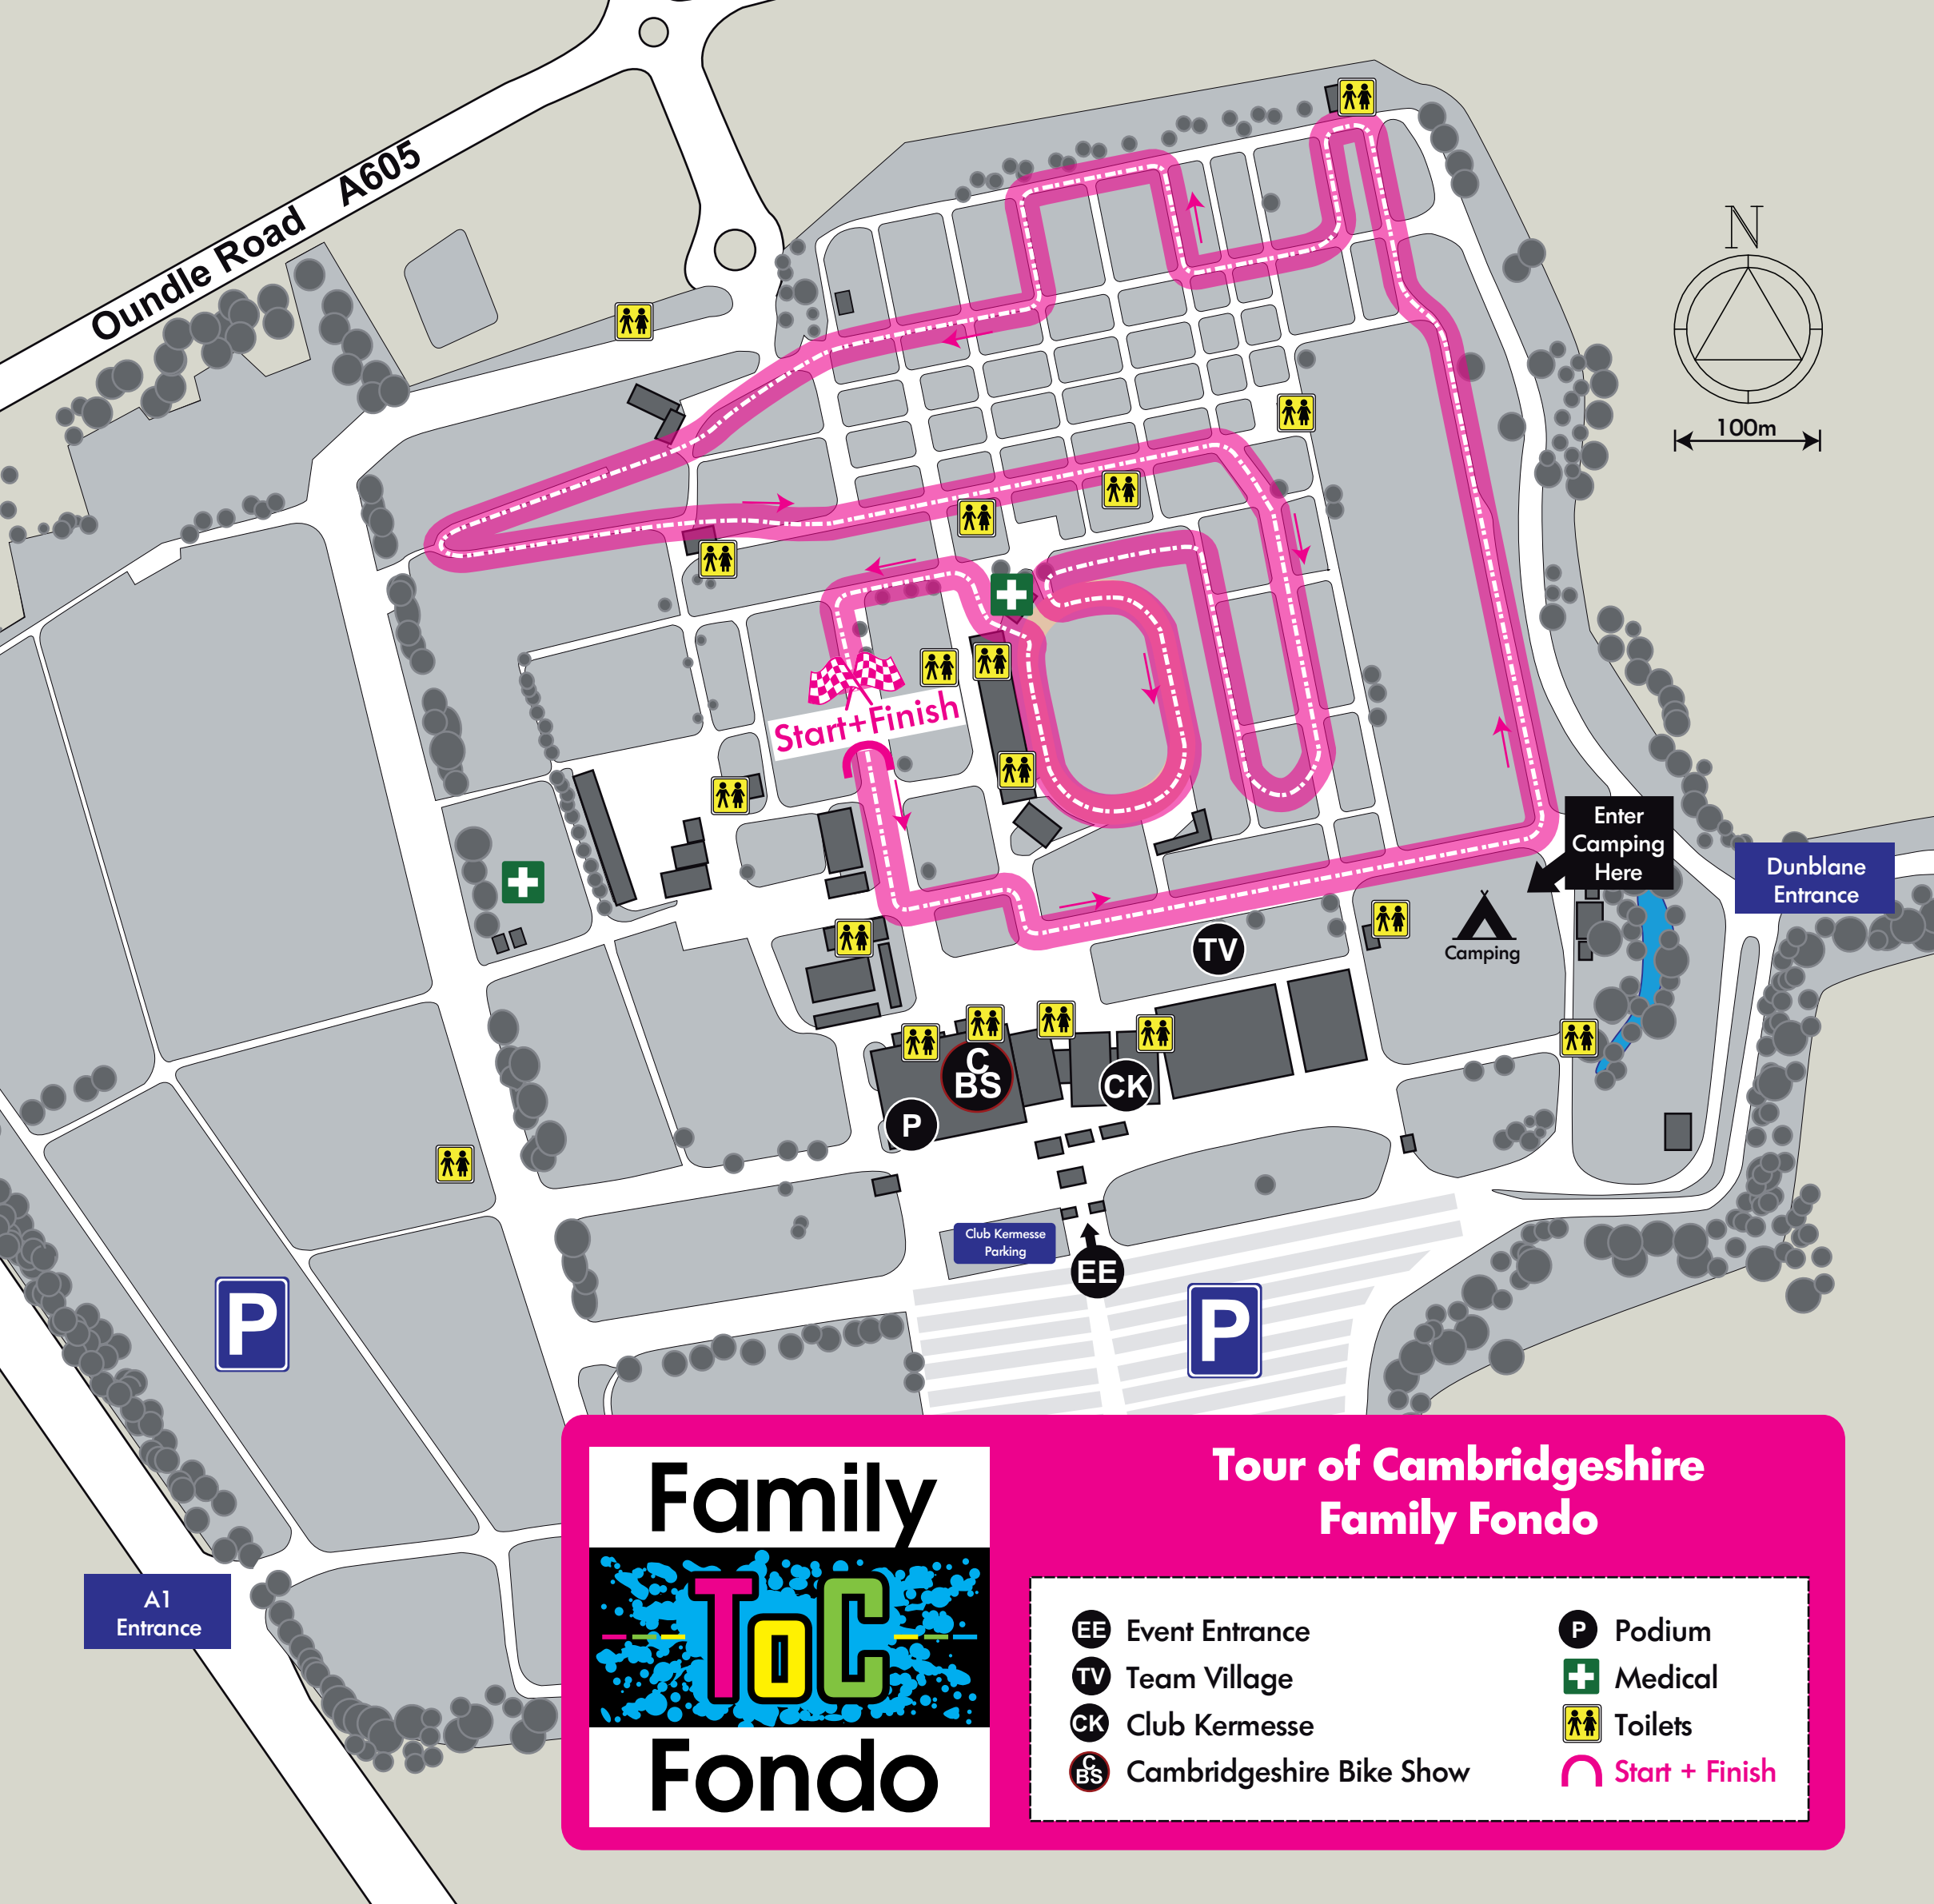 Oundle Road A605
N
100m
Start+Finish
Enter
Camping
Here
Dunblane
Entrance
Camping
TV
C
BS
CK
P
Club Kermesse
Parking
EE
P
P
A1
Entrance
Family
ToC
Fondo
Tour of Cambridgeshire
Family Fondo
EE Event Entrance
TV Team Village
CK Club Kermesse
C
BS Cambridgeshire Bike Show
P Podium
Medical
Toilets
Start + Finish